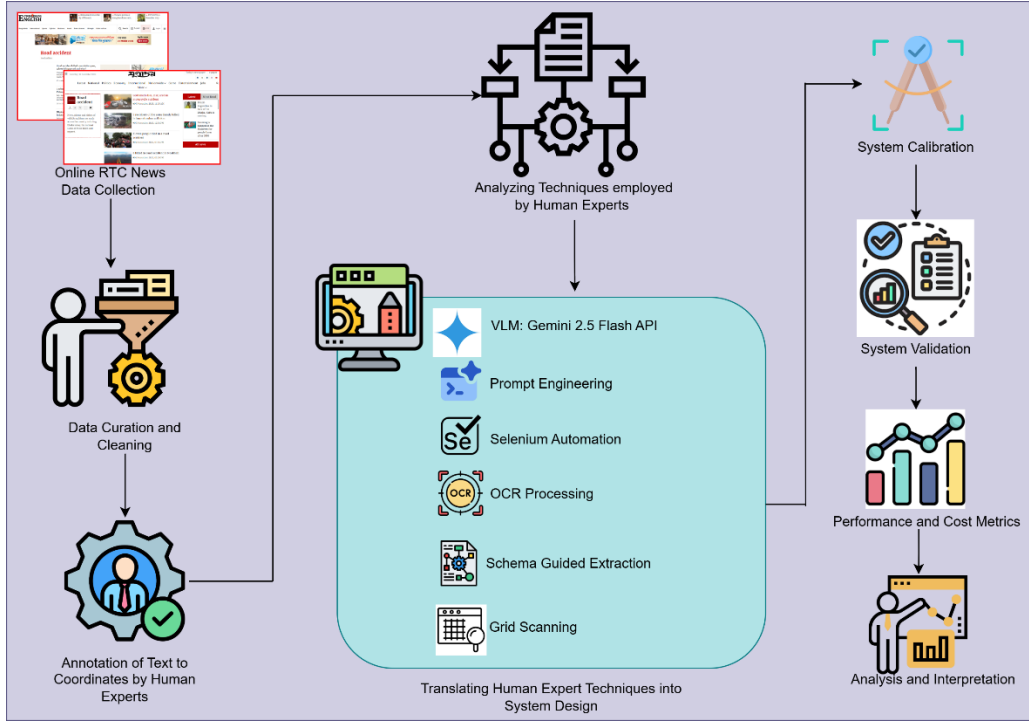 ENGLISH
Road accident
Online RTC News
Data Collection
Data Curation and
Cleaning
Annotation of Text to
Coordinates by Human
Experts
Analyzing Techniques employed
by Human Experts
VLM: Gemini 2.5 Flash API
Prompt Engineering
Se
Selenium Automation
OCR
OCR Processing
Schema Guided Extraction
Grid Scanning
Translating Human Expert Techniques into
System Design
System Calibration
System Validation
Performance and Cost Metrics
Analysis and Interpretation